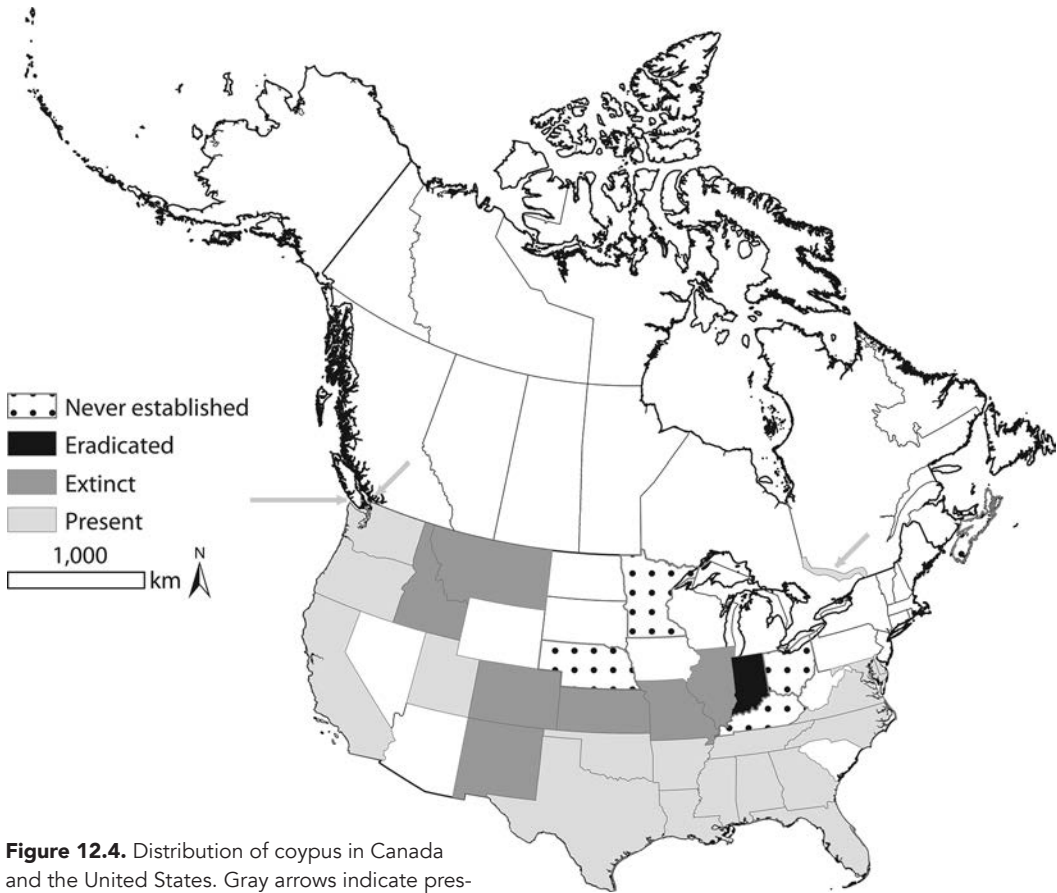 Never established
Eradicated
Extinct
Present
1,000
km
N
Figure 12.4. Distribution of coypus in Canada
and the United States. Gray arrows indicate pres-